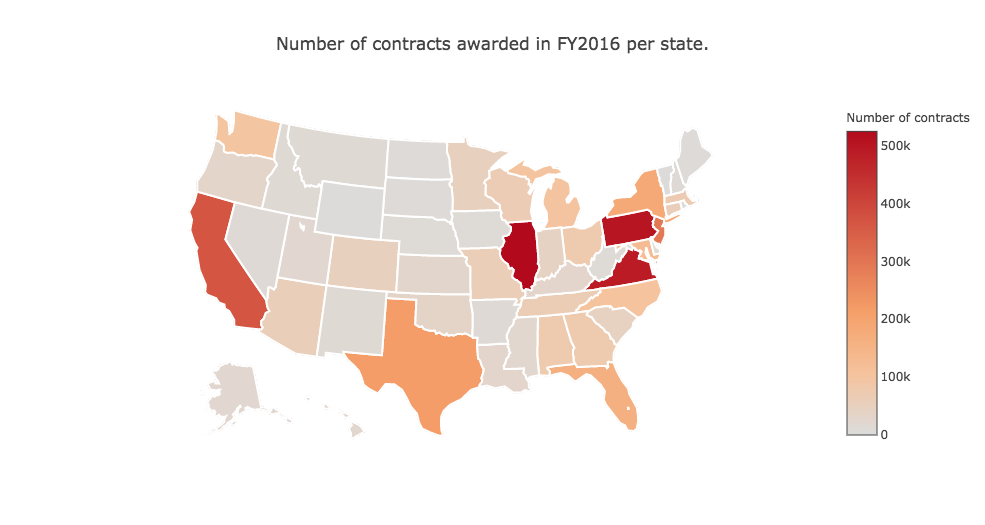 Number of contracts awarded in FY2016 per state.
Number of contracts
500k
400k
300k
200k
100k
0